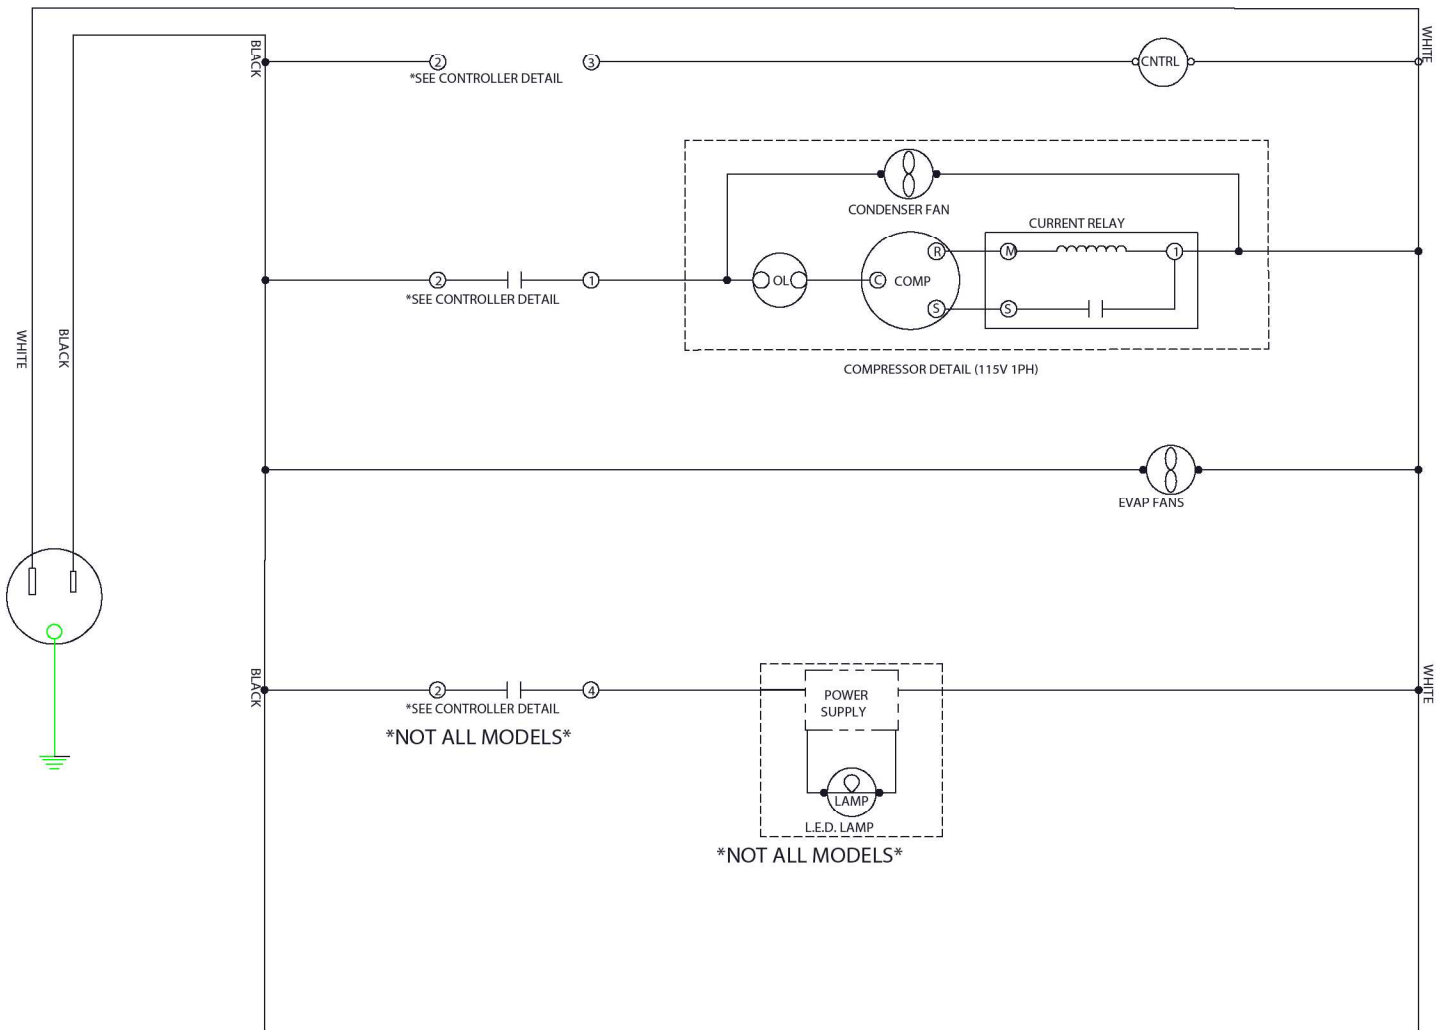 BLACK
WHITE
2
3
CNTRL
*SEE CONTROLLER DETAIL
CONDENSER FAN
CURRENT RELAY
R
M
1
2
1
OL
C
COMP
*SEE CONTROLLER DETAIL
S
S
WHITE
BLACK
COMPRESSOR DETAIL (115V 1PH)
EVAP FANS
BLACK
WHITE
2
4
POWER
SUPPLY
*SEE CONTROLLER DETAIL
*NOT ALL MODELS*
LAMP
L.E.D. LAMP
*NOT ALL MODELS*